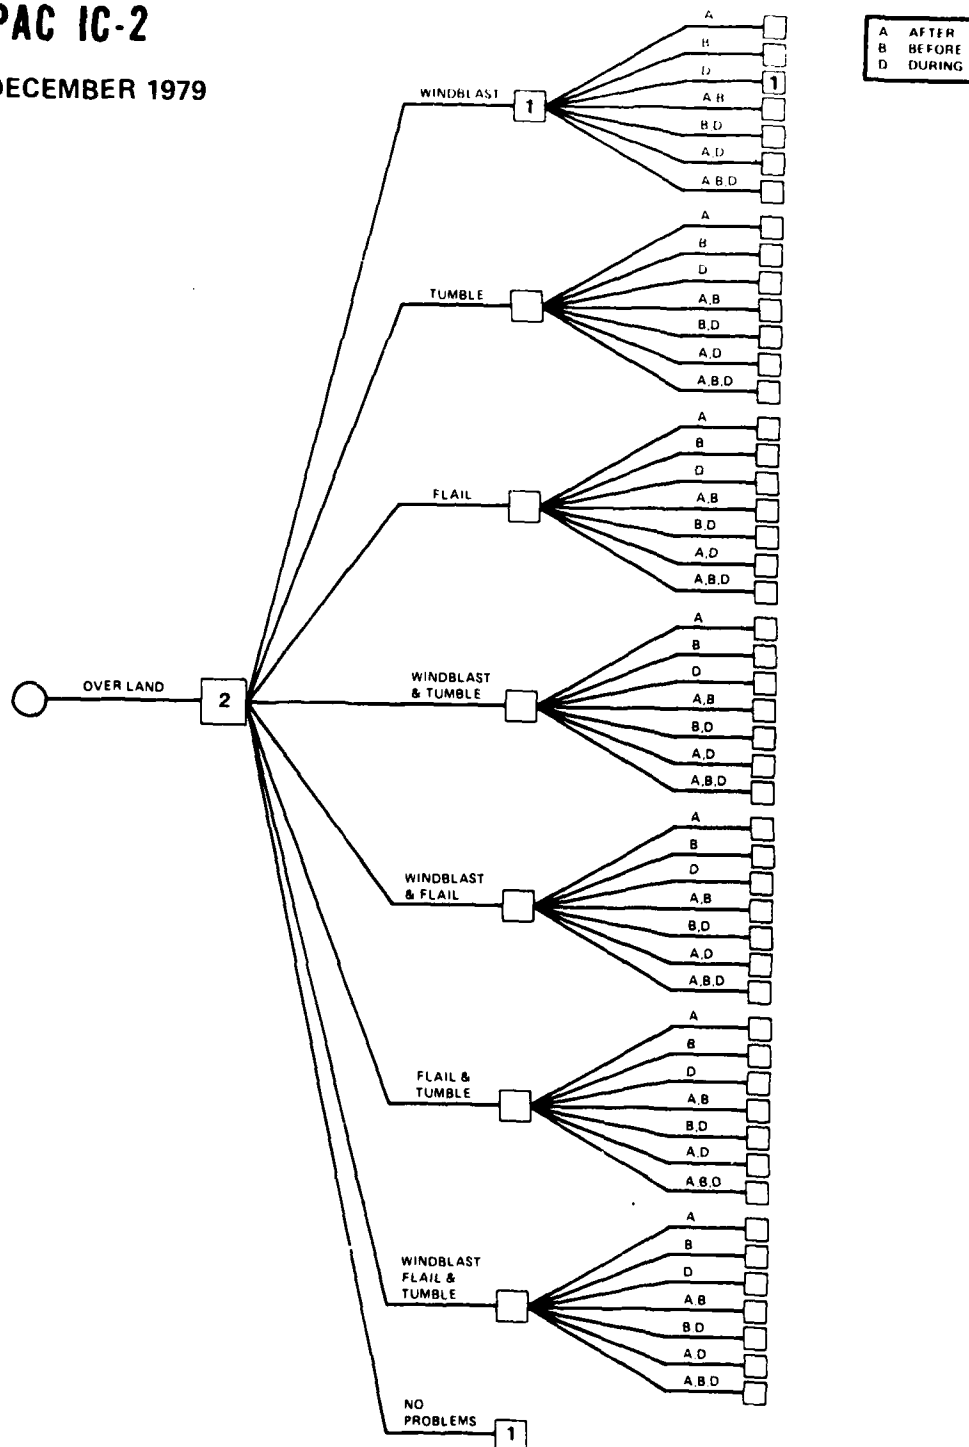 PAC IC-2
DECEMBER 1979
A AFTER
B BEFORE
D DURING
WINDBLAST
1
A
B
D
1
A B
B,D
A,D
A B,D
TUMBLE
A
B
D
A,B
B,D
A,D
A,B,D
FLAIL
A
B
D
A,B
B,D
A,D
A,B,D
OVER LAND
2
WINDBLAST
& TUMBLE
A
B
D
A,B
B,D
A,D
A,B,D
WINDBLAST
& FLAIL
A
B
D
A,B
B,D
A,D
A,B,D
FLAIL &
TUMBLE
A
B
D
A,B
B,D
A,D
A,B,D
WINDBLAST
FLAIL &
TUMBLE
A
B
D
A,B
B D
A,D
A,B,D
NO
PROBLEMS
1